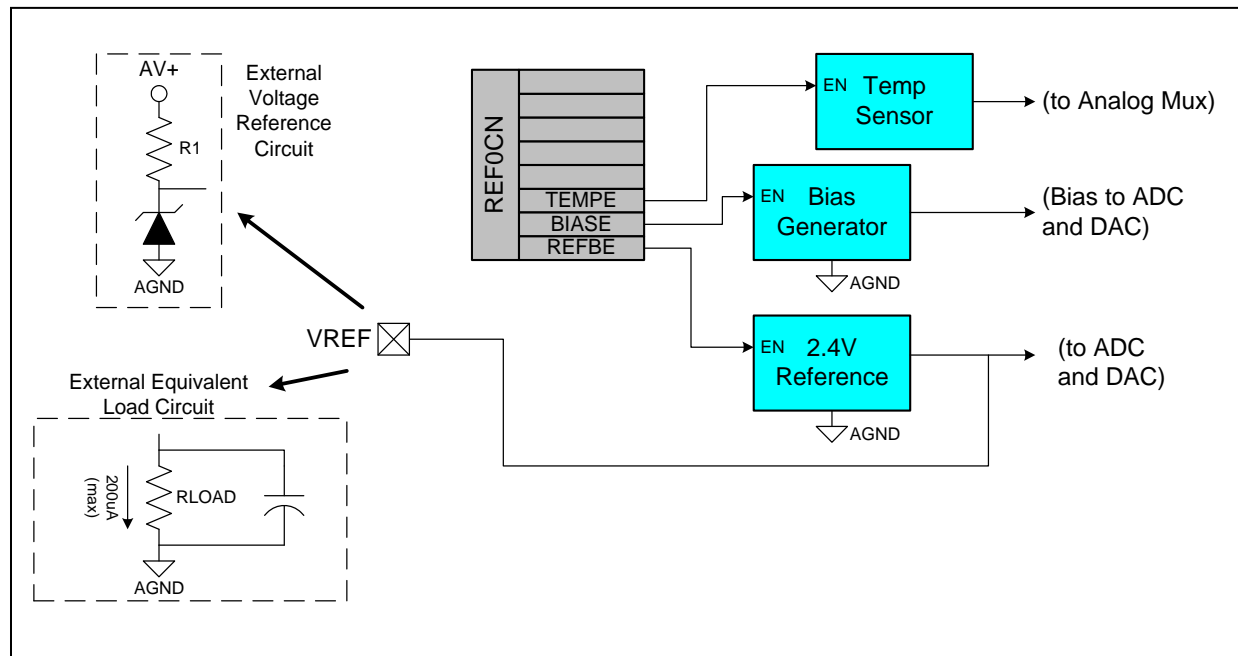 AV+
R1
AGND
External
Voltage
Reference
Circuit
REF0CN
TEMPE
BIASE
REFBE
EN
Temp
Sensor
(to Analog Mux)
EN
Bias
Generator
AGND
(Bias to ADC
and DAC)
EN
2.4V
Reference
AGND
(to ADC
and DAC)
VREF
External Equivalent
Load Circuit
200uA
(max)
RLOAD
AGND